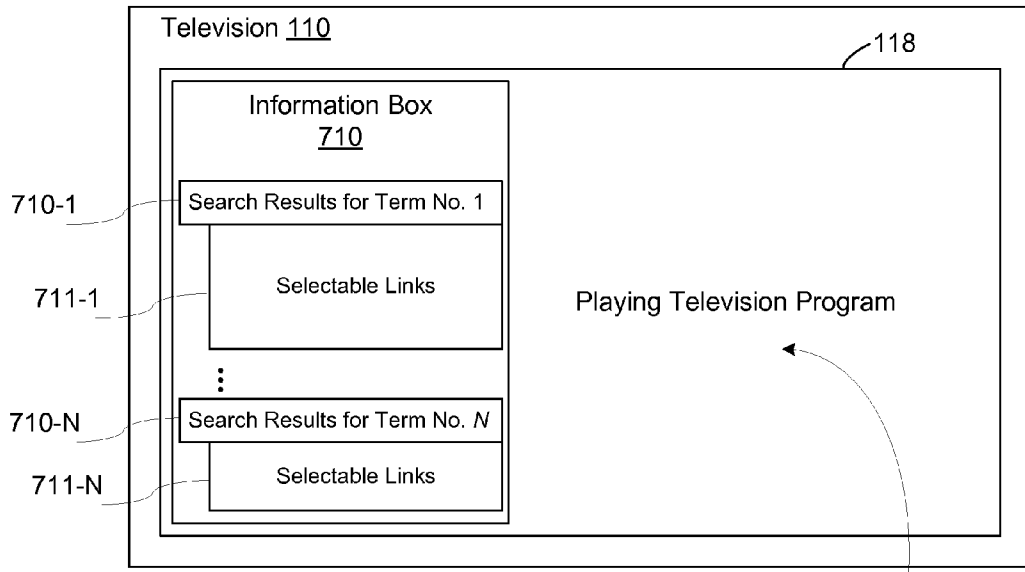 Television 110
118
Information Box
710
710-1
Search Results for Term No. 1
711-1
Selectable Links
Playing Television Program
710-N
Search Results for Term No. N
711-N
Selectable Links